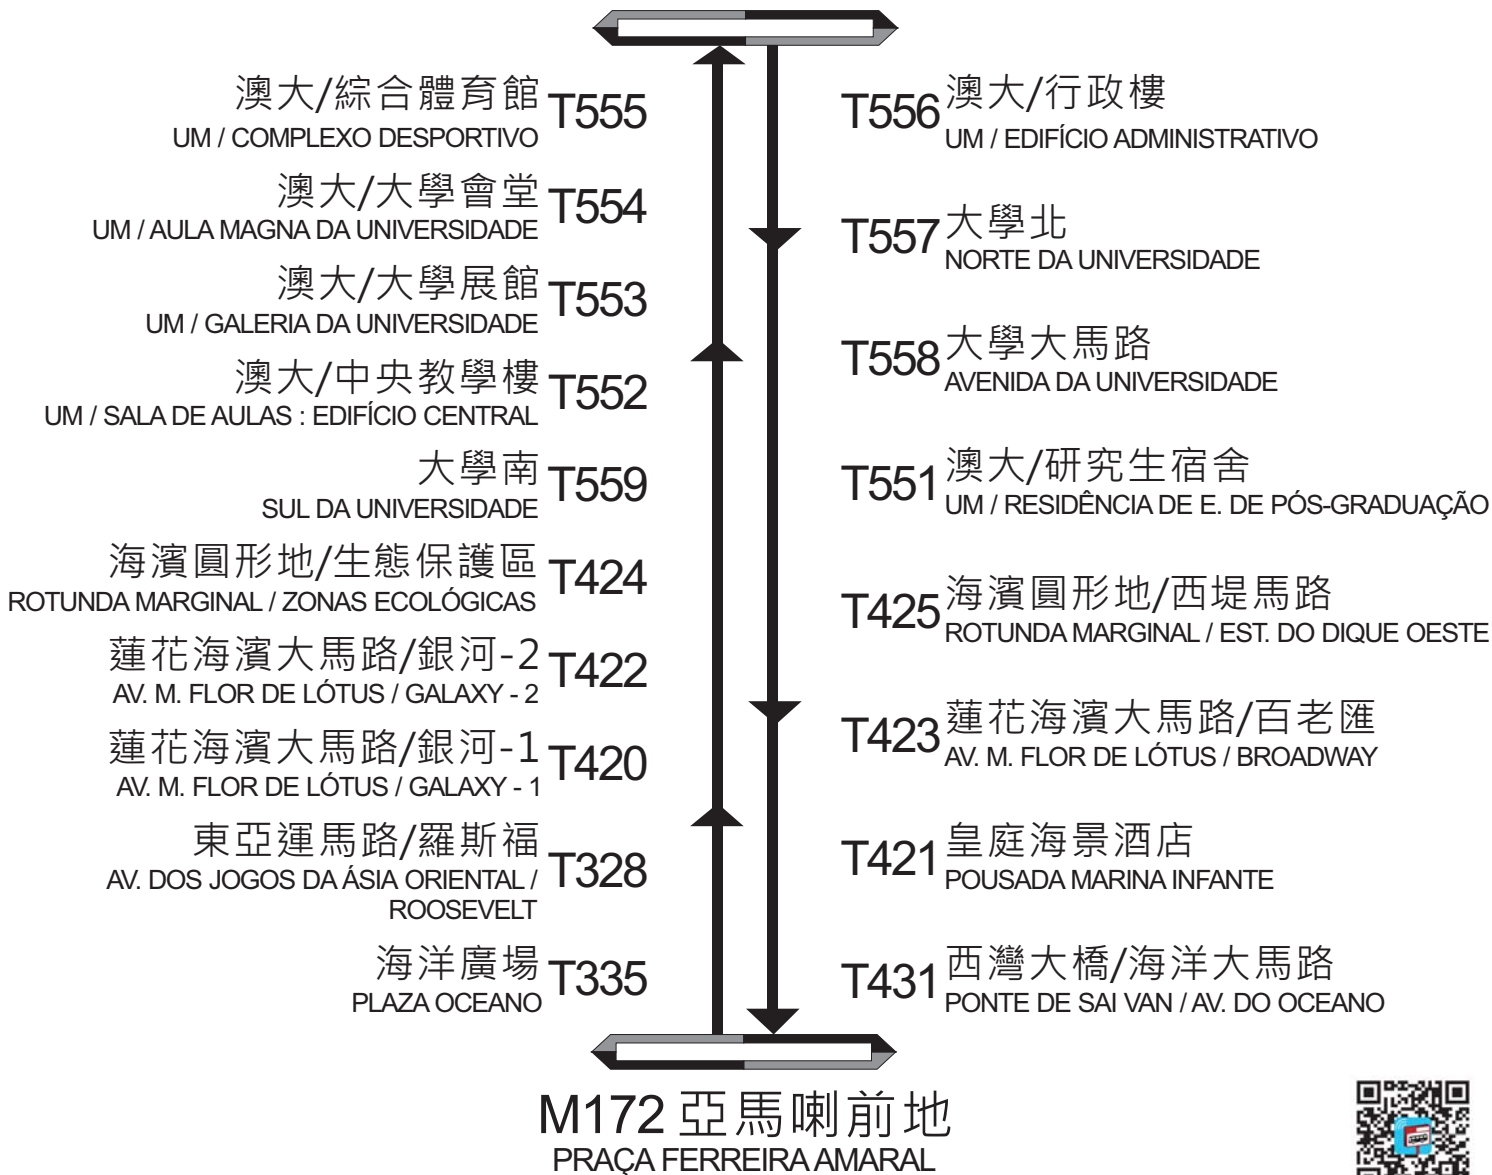 澳大/綜合體育館
T555
UM / COMPLEXO DESPORTIVO
澳大/大學會堂
T554
UM / AULA MAGNA DA UNIVERSIDADE
澳大/大學展館
T553
UM / GALERIA DA UNIVERSIDADE
澳大/中央教學樓
T552
UM / SALA DE AULAS : EDIFÍCIO CENTRAL
大學南
T559
SUL DA UNIVERSIDADE
海濱圓形地/生態保護區
T424
ROTUNDA MARGINAL / ZONAS ECOLÓGICAS
蓮花海濱大馬路/銀河-2
T422
AV. M. FLOR DE LÓTUS / GALAXY - 2
蓮花海濱大馬路/銀河-1
T420
AV. M. FLOR DE LÓTUS / GALAXY - 1
東亞運馬路/羅斯福
T328
AV. DOS JOGOS DA ÁSIA ORIENTAL /
ROOSEVELT
海洋廣場
T335
PLAZA OCEANO
T556
澳大/行政樓
UM / EDIFÍCIO ADMINISTRATIVO
T557
大學北
NORTE DA UNIVERSIDADE
T558
大學大馬路
AVENIDA DA UNIVERSIDADE
T551
澳大/研究生宿舍
UM / RESIDÊNCIA DE E. DE PÓS-GRADUAÇÃO
T425
海濱圓形地/西堤馬路
ROTUNDA MARGINAL / EST. DO DIQUE OESTE
T423
蓮花海濱大馬路/百老匯
AV. M. FLOR DE LÓTUS / BROADWAY
T421
皇庭海景酒店
POUSADA MARINA INFANTE
T431
西灣大橋/海洋大馬路
PONTE DE SAI VAN / AV. DO OCEANO
M172 亞馬喇前地
PRAÇA FERREIRA AMARAL